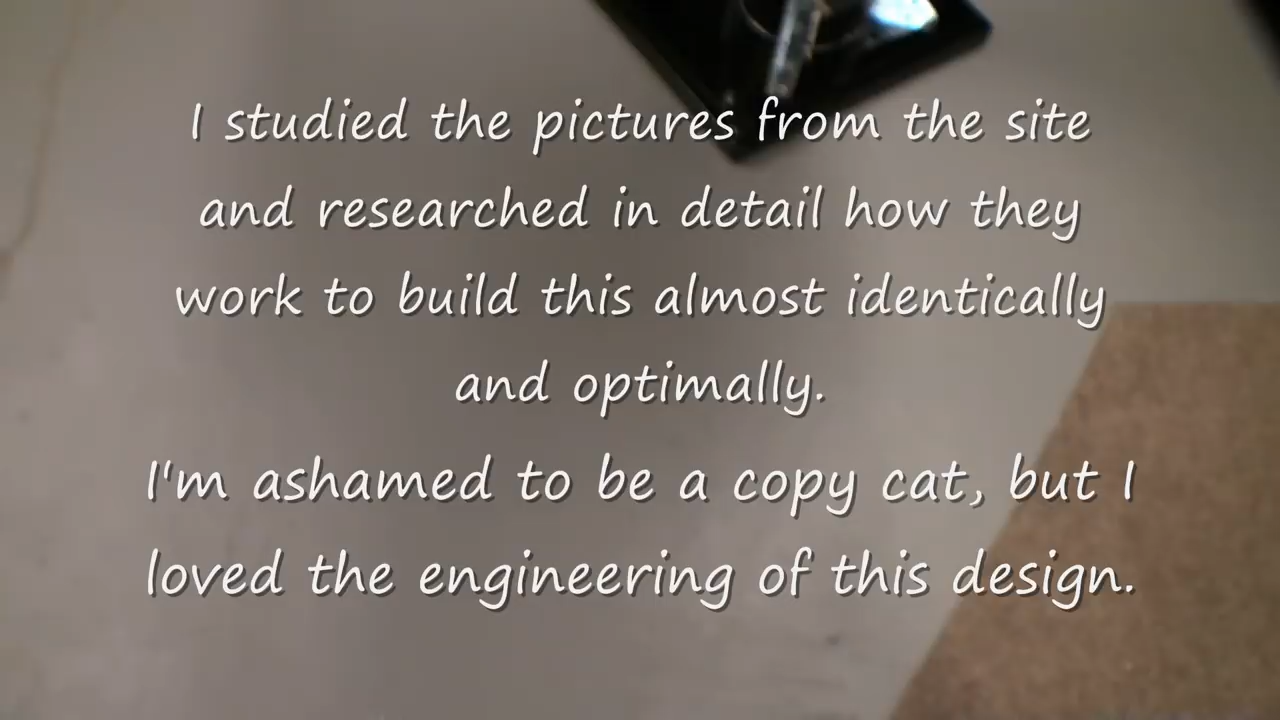 I studied the pictures from the site
and researched in detail how they
work to build this almost identically
and optimally.
I'm ashamed to be a copy cat, but I
loved the engineering of this design.